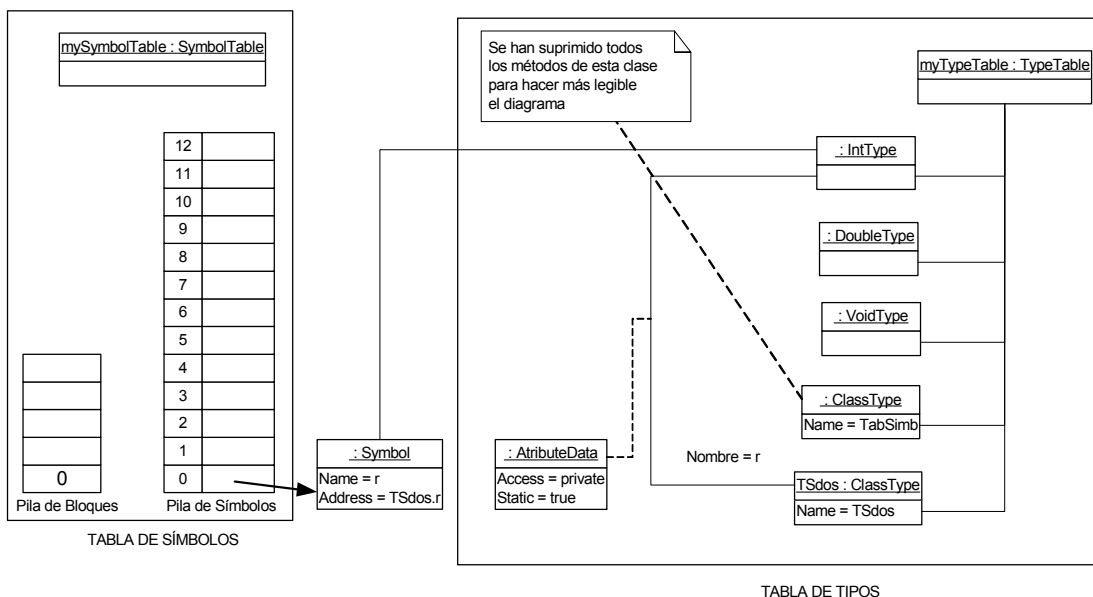 mySymbolTable : SymbolTable
12
11
10
9
8
7
6
5
4
3
2
1
0
0
Pila de Bloques
Pila de Símbolos
TABLA DE SÍMBOLOS
: Symbol
Name = r
Address = TSdos.r
Se han suprimido todos
los métodos de esta clase
para hacer más legible
el diagrama
myTypeTable : TypeTable
: IntType
: DoubleType
: VoidType
: ClassType
Name = TabSimb
: AtributeData
Access = private
Static = true
Nombre = r
TSdos : ClassType
Name = TSdos
TABLA DE TIPOS